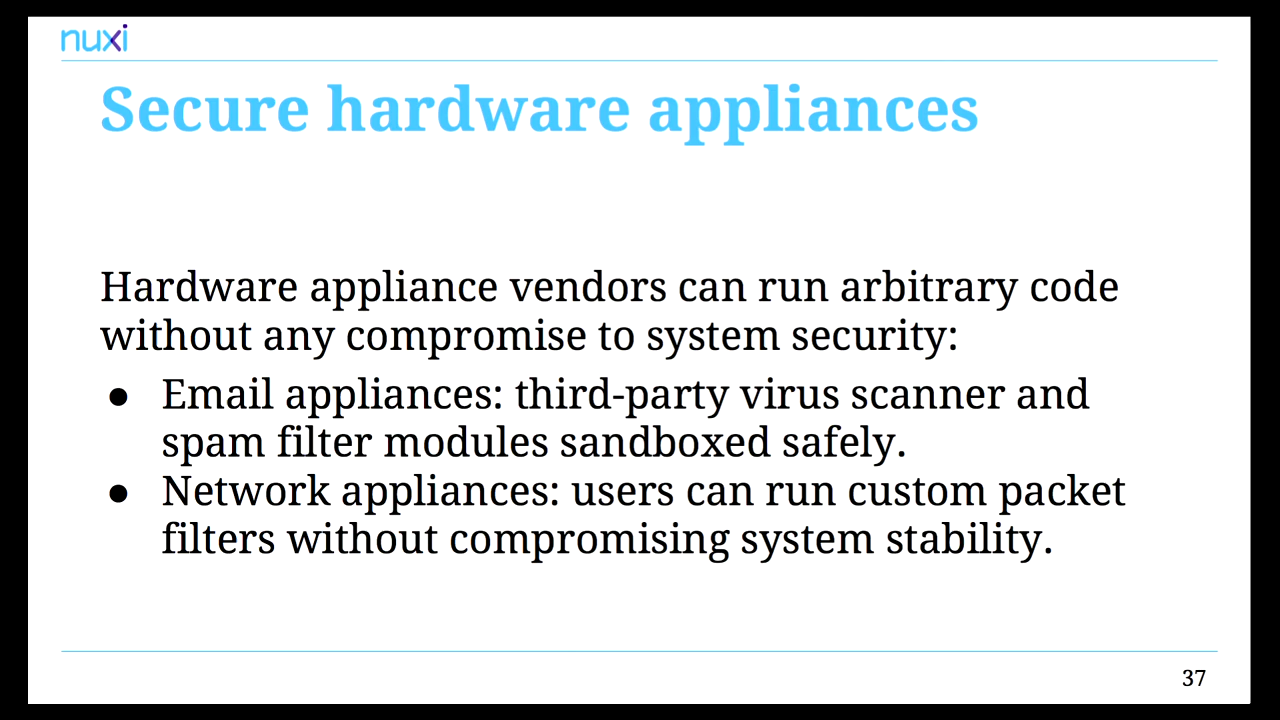 nuxi
Secure hardware appliances
Hardware appliance vendors can run arbitrary code
without any compromise to system security:
● Email appliances: third-party virus scanner and
spam filter modules sandboxed safely.
● Network appliances: users can run custom packet
filters without compromising system stability.
37